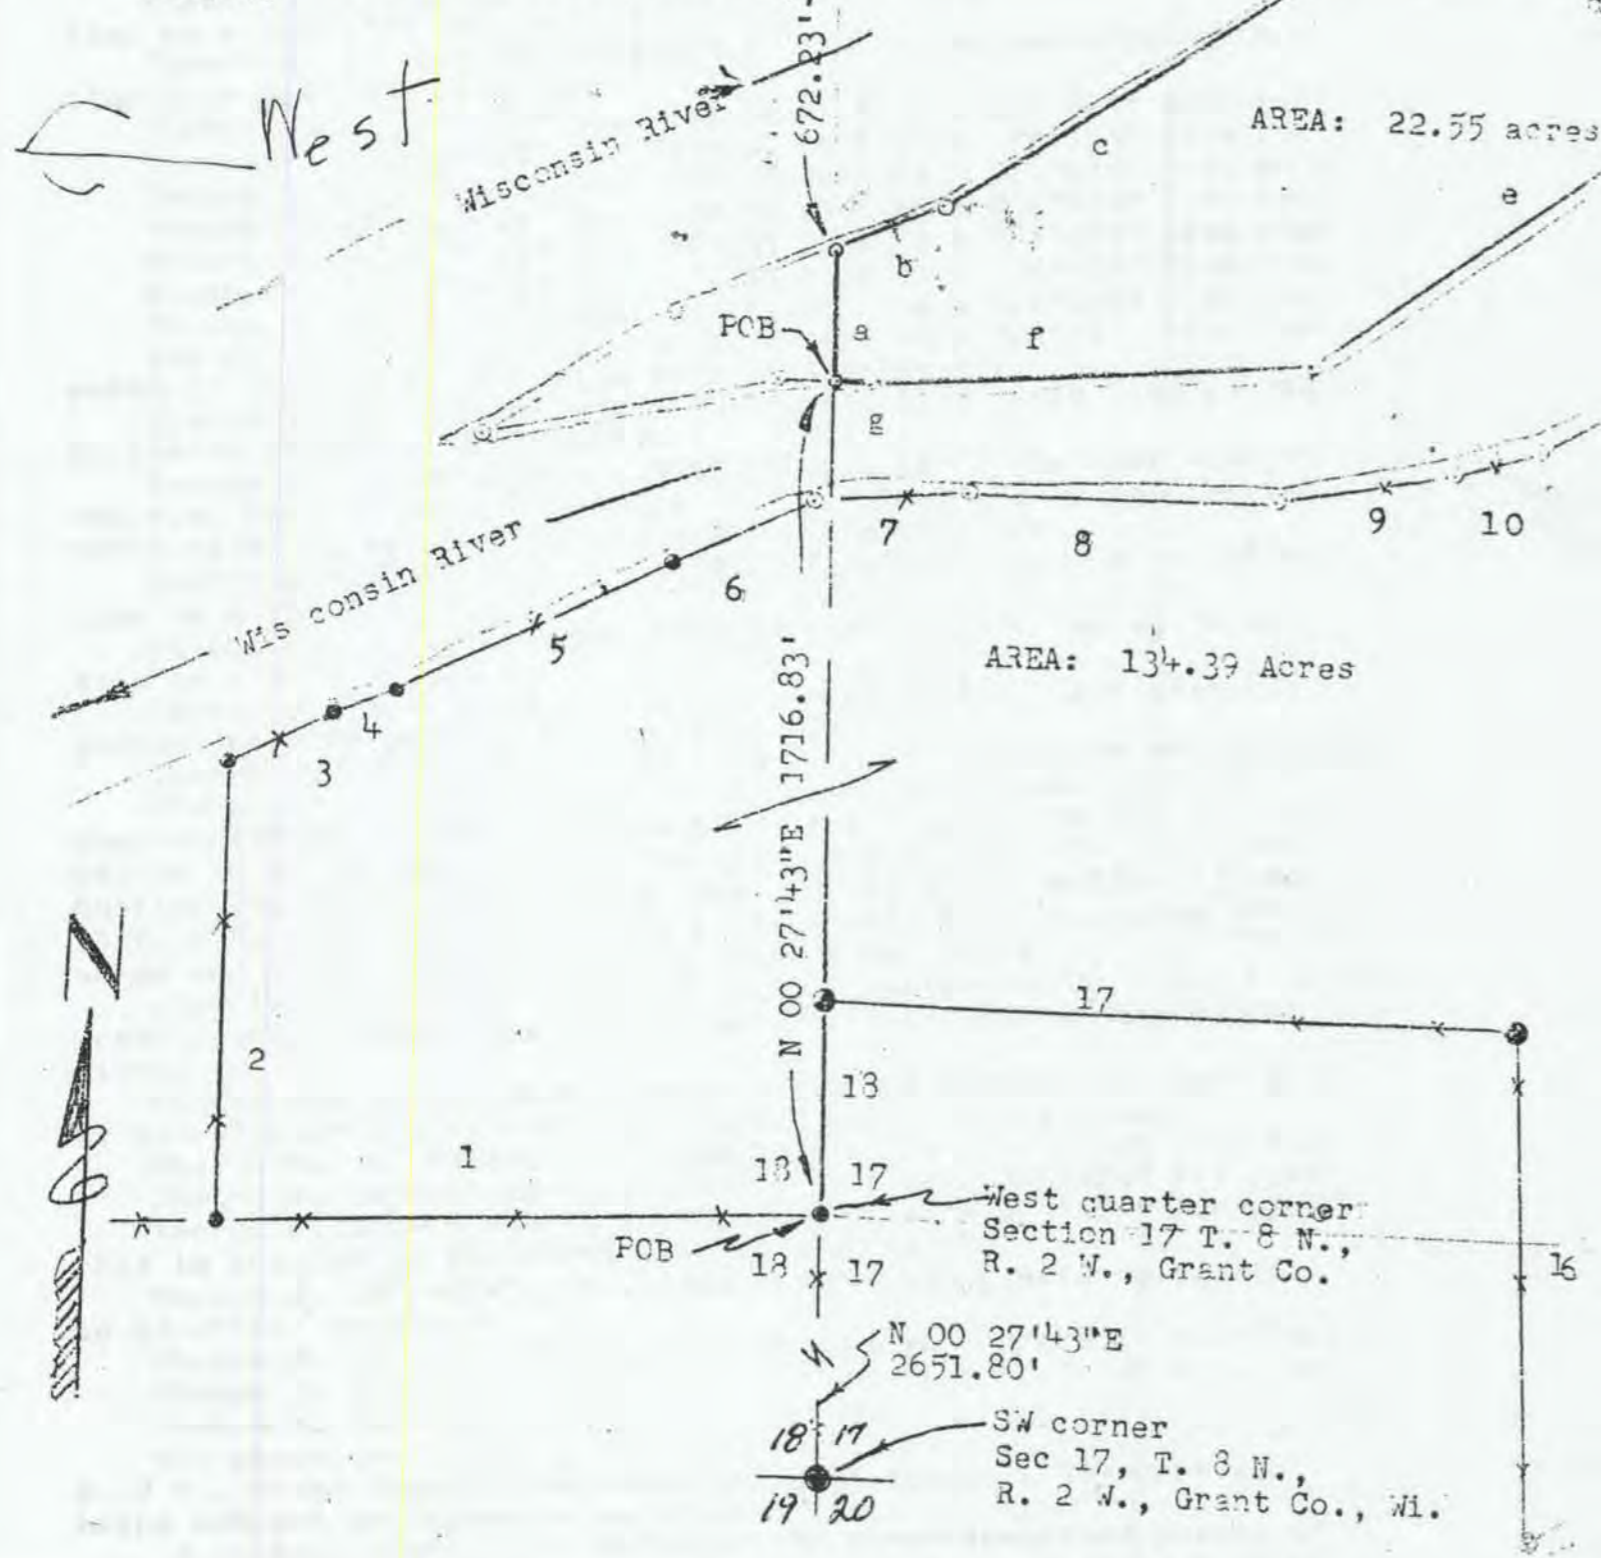 672.23'
West
Wisconsin River
AREA: 22.55 acres
c
e
b
POB
a
f
g
7
8
9
10
6
Wis consin River
5
AREA: 134.39 Acres
4
3
N 00 27'43"E 1716.83'
N
17
2
18
1
18 17
West quarter corner
Section 17 T. 8 N.,
R. 2 W., Grant Co.
POB
18 17
16
N 00 27'43"E
2651.80'
18 17
SW corner
Sec 17, T. 8 N.,
R. 2 W., Grant Co., Wi.
19 20